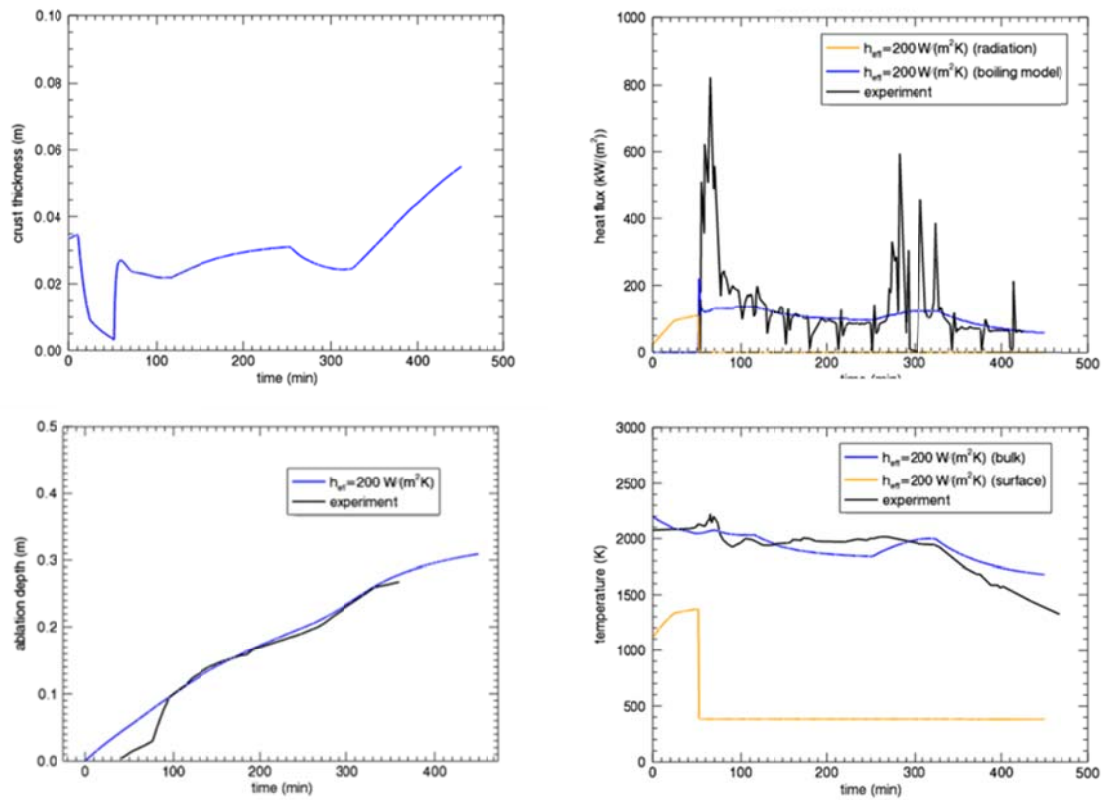 0.10
0.08
0.06
0.04
0.02
0.00
crust thickness (m)
0 100 200 300 400 500
time (min)
1000
800
600
400
200
0
heat flux (kW/(m²))
h_eff=200 W/(m²K) (radiation)
h_eff=200 W/(m²K) (boiling model)
experiment
0 100 200 300 400 500
time (min)
0.5
0.4
0.3
0.2
0.1
0.0
ablation depth (m)
h_eff=200 W/(m²K)
experiment
0 100 200 300 400
time (min)
3000
2500
2000
1500
1000
500
0
temperature (K)
h_eff=200 W/(m²K) (bulk)
h_eff=200 W/(m²K) (surface)
experiment
0 100 200 300 400 500
time (min)